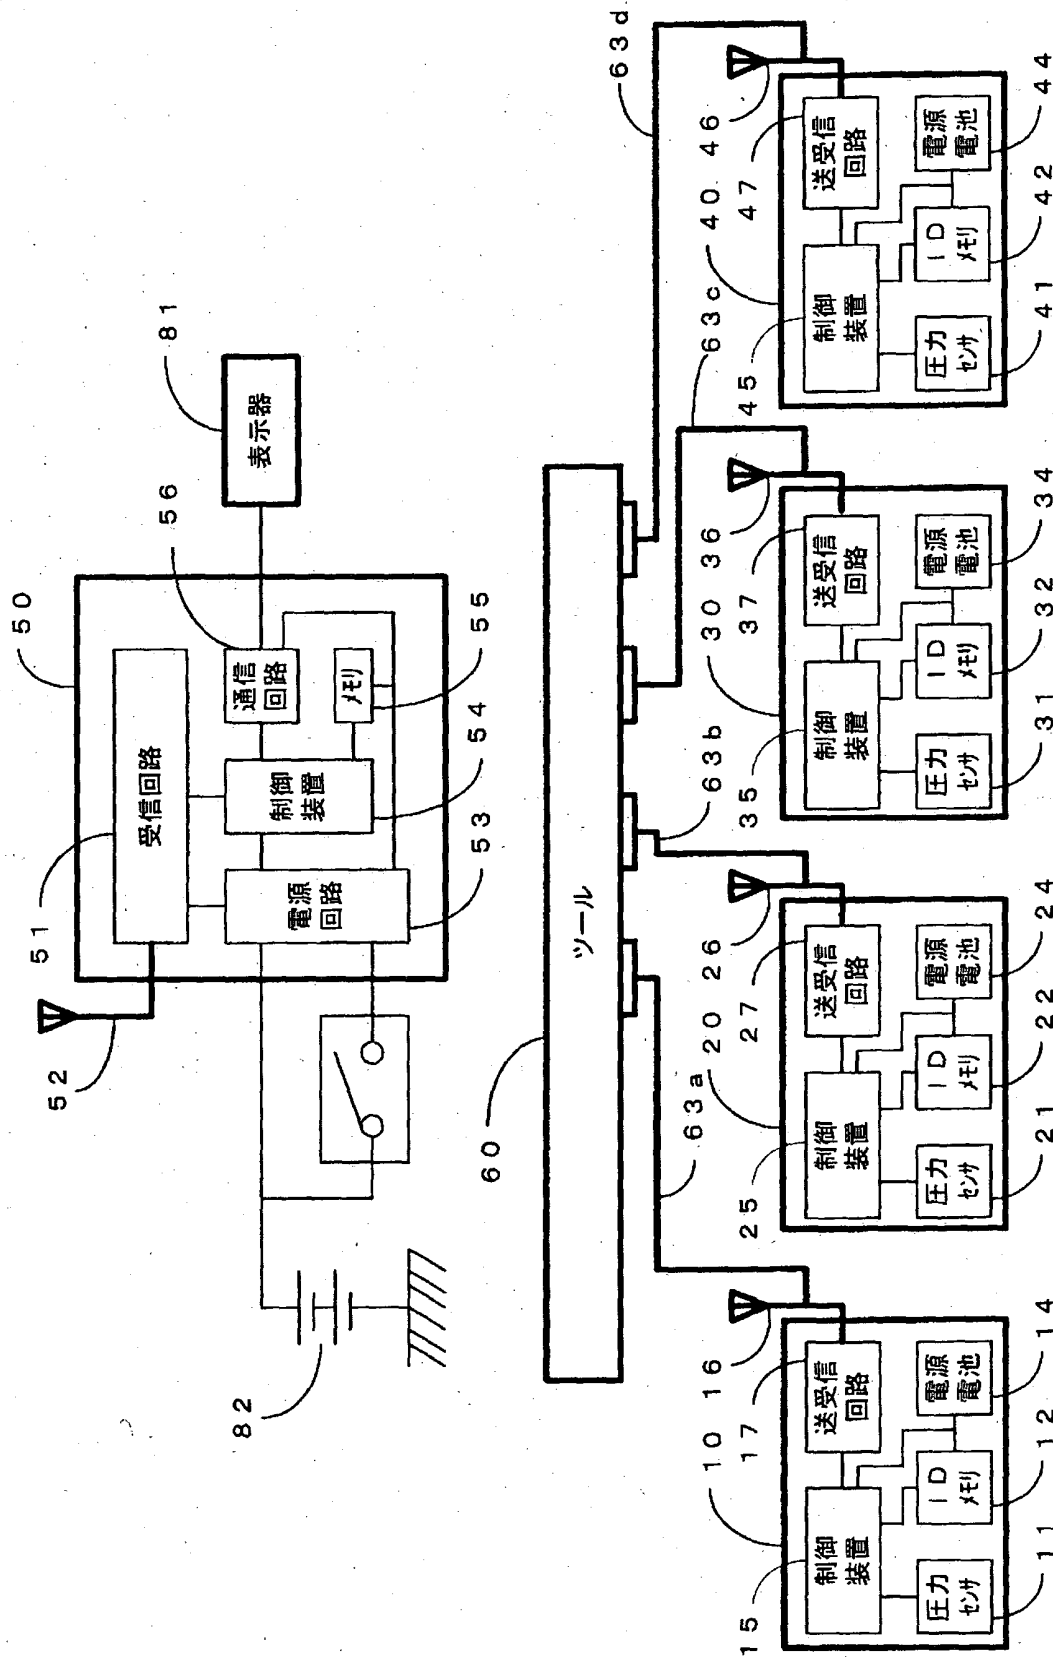 50
51
52
受信回路
通信
回路
56
表示器
81
メモリ
55
制御
装置
54
電源
回路
53
82
60
ツール
63a
63b
63c
63d
10
15
制御
装置
16
17
送受信
回路
圧力
センサ
11
ID
メモリ
12
電源
電池
14
20
25
制御
装置
26
27
送受信
回路
圧力
センサ
21
ID
メモリ
22
電源
電池
24
30
35
制御
装置
36
37
送受信
回路
圧力
センサ
31
ID
メモリ
32
電源
電池
34
40
45
制御
装置
46
47
送受信
回路
圧力
センサ
41
ID
メモリ
42
電源
電池
44